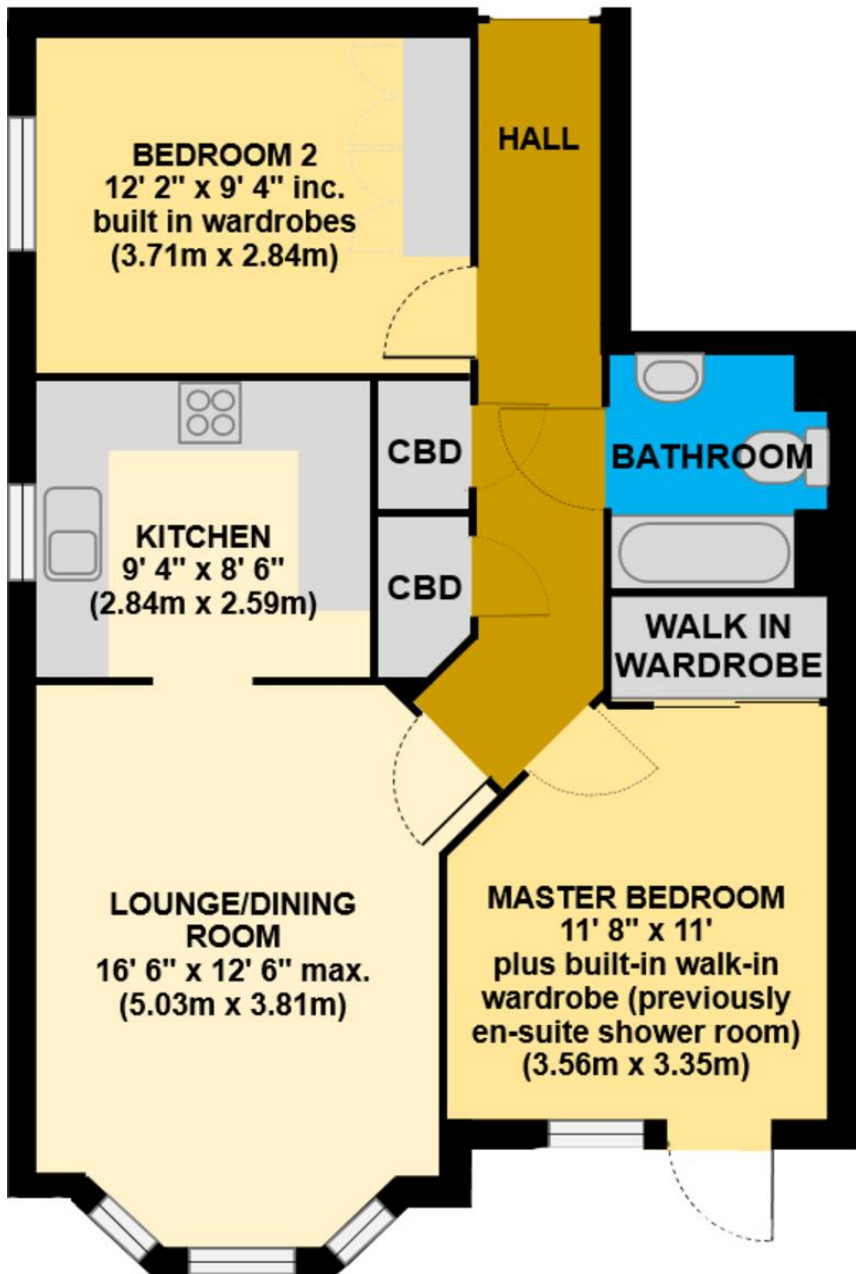 HALL
BEDROOM 2
12' 2" x 9' 4" inc.
built in wardrobes
(3.71m x 2.84m)
CBD
BATHROOM
KITCHEN
9' 4" x 8' 6"
(2.84m x 2.59m)
CBD
WALK IN
WARDROBE
LOUNGE/DINING
ROOM
16' 6" x 12' 6" max.
(5.03m x 3.81m)
MASTER BEDROOM
11' 8" x 11'
plus built-in walk-in
wardrobe (previously
en-suite shower room)
(3.56m x 3.35m)